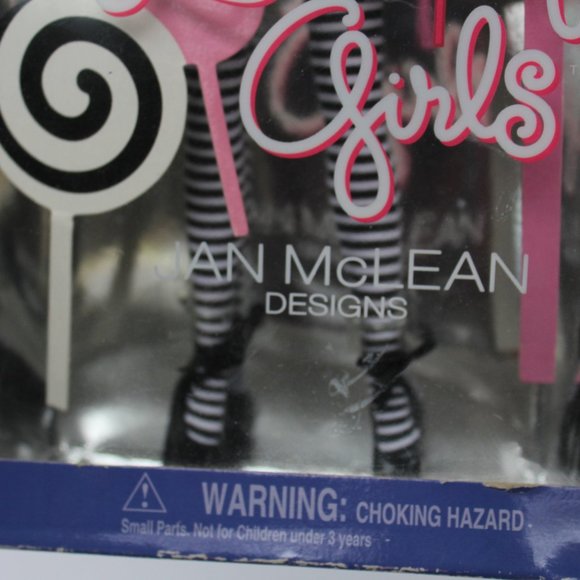 Girls
JAN McLEAN
DESIGNS
WARNING: CHOKING HAZARD-
Small Parts. Not for Children under 3 years -